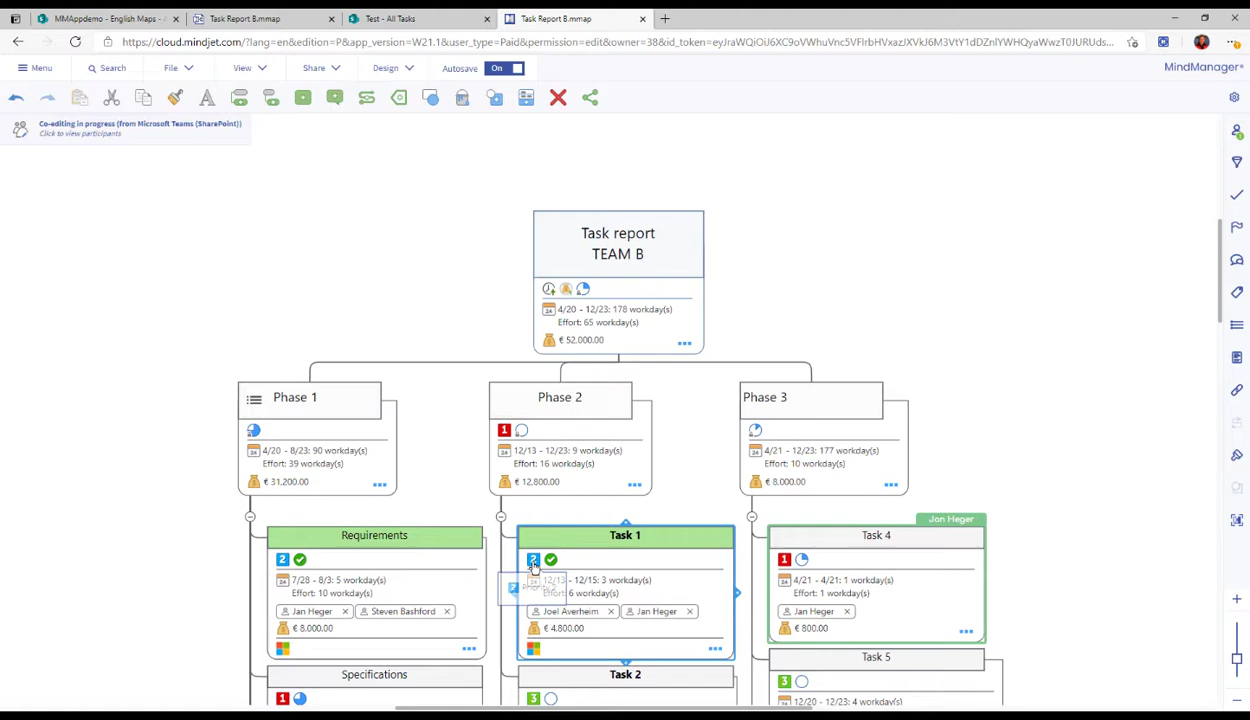 MMAppdemo - English Maps -
Task Report B.mmap
Test - All Tasks
Task Report B.mmap
https://cloud.mindjet.com/?lang=en&edition=P&app_version=W21.1&user_type=Paid&permission=edit&owner=38&id_token=
Menu
Search
File
View
Share
Design
Autosave
On
MindManager
Co-editing in progress (from Microsoft Teams (SharePoint))
Click to view participants
Task report
TEAM B
4/20 - 12/23: 178 workday(s)
Effort: 65 workday(s)
€ 52,000.00
Phase 1
4/20 - 8/23: 90 workday(s)
Effort: 39 workday(s)
€ 31,200.00
Phase 2
1
12/13 - 12/23: 9 workday(s)
Effort: 16 workday(s)
€ 12,800.00
Phase 3
4/21 - 12/23: 177 workday(s)
Effort: 10 workday(s)
€ 8,000.00
Requirements
2
7/28 - 8/3: 5 workday(s)
Effort: 10 workday(s)
Jan Heger
Steven Bashford
€ 8,000.00
Specifications
1
Task 1
2
12/13 - 12/15: 3 workday(s)
Effort: 6 workday(s)
Joel Averheim
Jan Heger
€ 4,800.00
Task 2
3
Jan Heger
Task 4
1
4/21 - 4/21: 1 workday(s)
Effort: 1 workday(s)
Jan Heger
€ 800.00
Task 5
3
12/20 - 12/23: 4 workday(s)